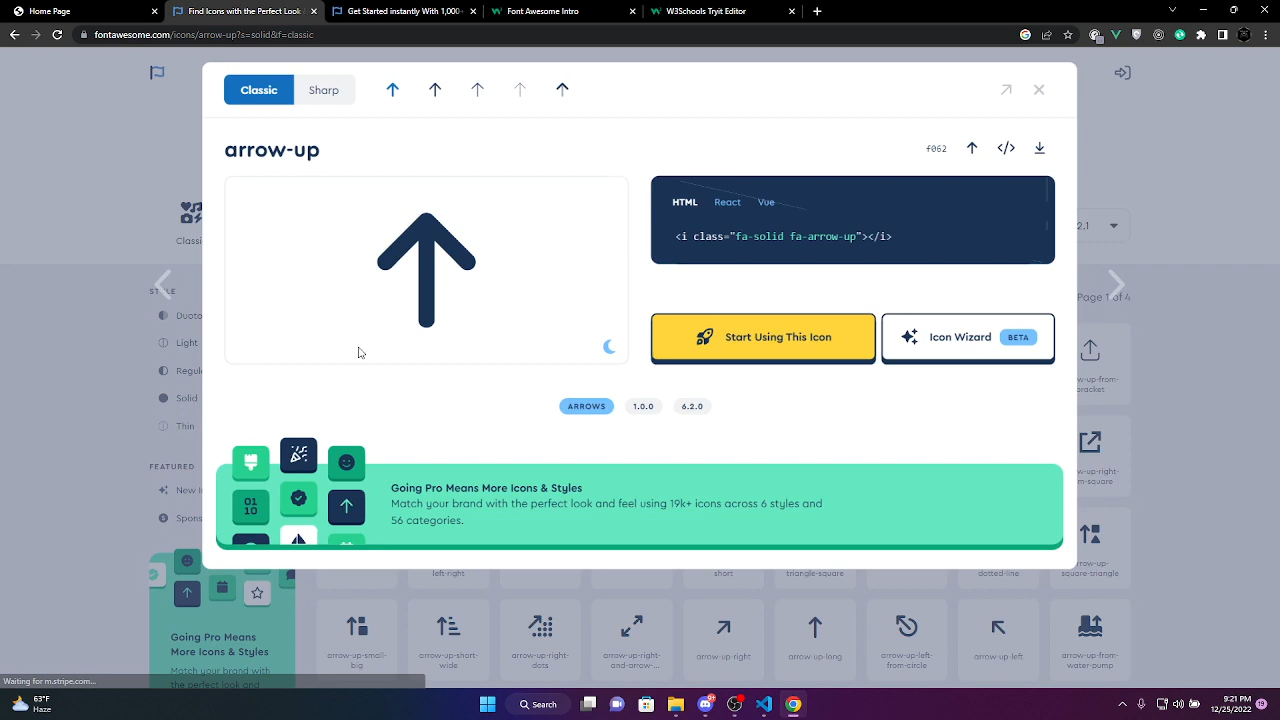 Home Page
Find Icons with the Perfect Look
Get Started Instantly With 1,000+
Font Awesome Intro
W3Schools Tryit Editor
fontawesome.com/icons/arrow-up?s=solid&f=classic
Classic
Sharp
arrow-up
f062
HTML
React
Vue
<i class="fa-solid fa-arrow-up"></i>
Start Using This Icon
Icon Wizard
BETA
ARROWS
1.0.0
6.2.0
Going Pro Means More Icons & Styles
Match your brand with the perfect look and feel using 19k+ icons across 6 styles and
56 categories.
01
10
Classi
2.1
Page 1 of 4
Duoto
Light
Regul
Solid
Thin
FEATURED
New I
Spons
w-up-from-
bracket
ow-up-right-
m-square
row-up-
left-right
short
triangle-square
dotted-line
square-triangle
arrow-up-small-
big
arrow-up-short-
wide
arrow-up-right-
dots
arrow-up-right-
and-arrow-...
arrow-up-right
arrow-up-long
arrow-up-left-
from-circle
arrow-up-left
arrow-up-from-
water-pump
Going Pro Means
More Icons & Styles
Match your brand with
the perfect look and
Waiting for m.stripe.com...
63°F
Haze
Search
9:21 PM
12/25/2022